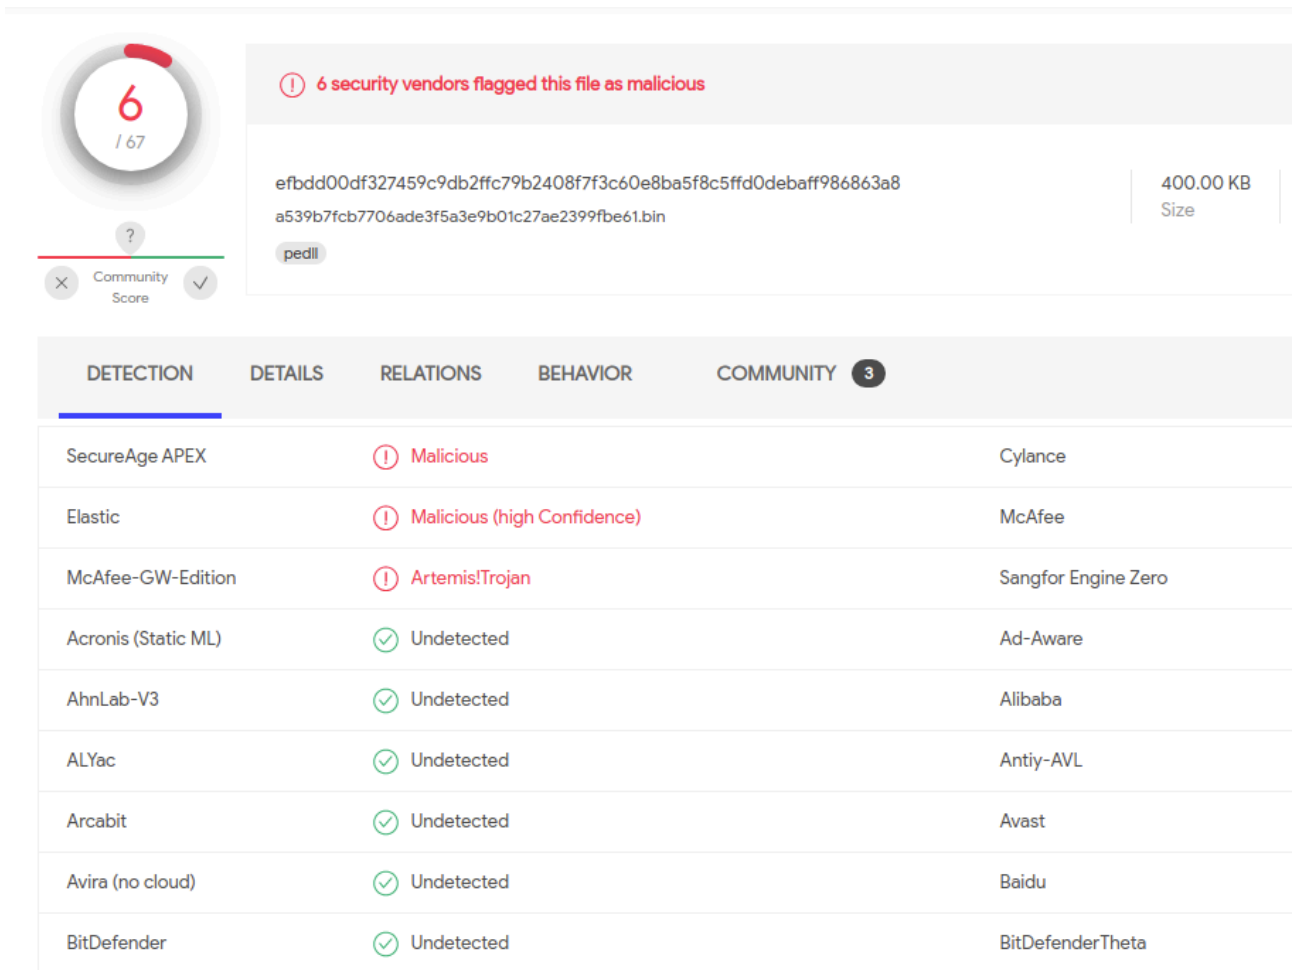 6
/ 67
?
Community
Score
6 security vendors flagged this file as malicious
efbdd00df327459c9db2ffc79b2408f7f3c60e8ba5f8c5ffd0debaff986863a8
a539b7fcb7706ade3f5a3e9b01c27ae2399fbe61.bin
pedll
400.00 KB
Size
DETECTION DETAILS RELATIONS BEHAVIOR COMMUNITY 3
SecureAge APEX Malicious Cylance
Elastic Malicious (high Confidence) McAfee
McAfee-GW-Edition Artemis!Trojan Sangfor Engine Zero
Acronis (Static ML) Undetected Ad-Aware
AhnLab-V3 Undetected Alibaba
ALYac Undetected Antiy-AVL
Arcabit Undetected Avast
Avira (no cloud) Undetected Baidu
BitDefender Undetected BitDefenderTheta